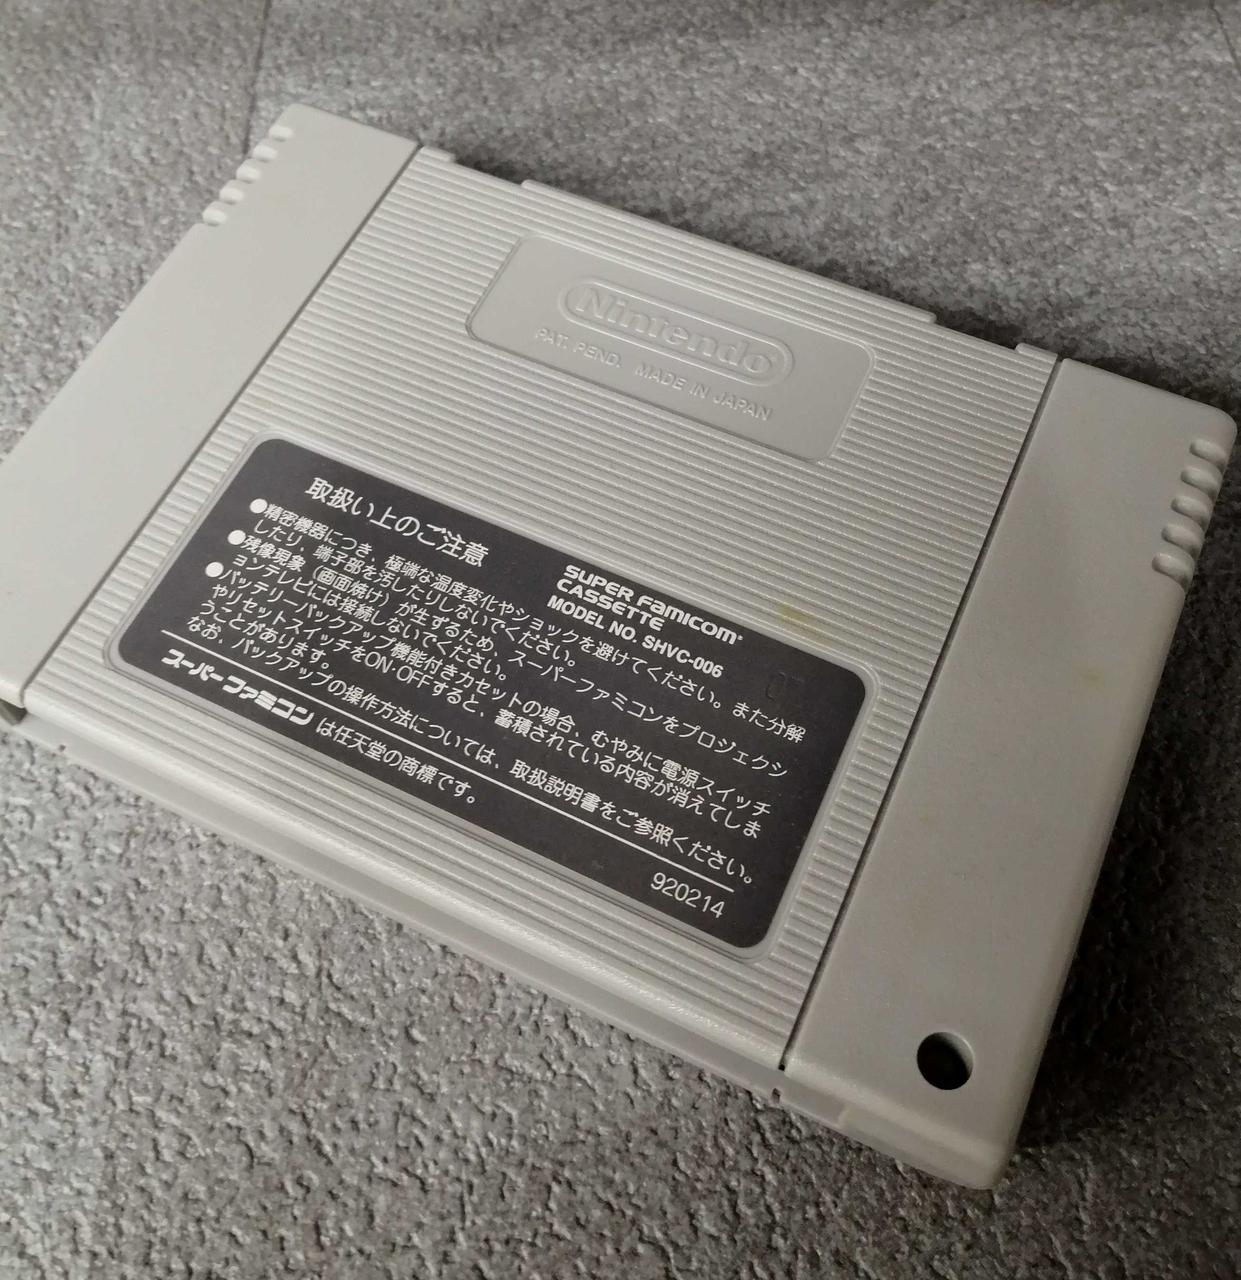 Nintendo
PAT. PEND. MADE IN JAPAN
取扱い上のご注意
SUPER FAMICOM
CASSETTE
MODEL NO. SHVC-006
07
●精密機器につき、極端な温度変化やショックを避けてください。また分解
したり、端子部を汚したりしないでください。
●残像現象(画面焼け)が生ずるため、スーパーファミコンをプロジェクシ
ョンテレビには接続しないでください。
●バッテリーバックアップ機能付きカセットの場合、むやみに電源スイッチ
やリセットスイッチをON・OFFすると、蓄積されている内容が消えてしま
うことがあります。
なお、バックアップの操作方法については、取扱説明書をご参照ください。
スーパーファミコンは任天堂の商標です。
920214